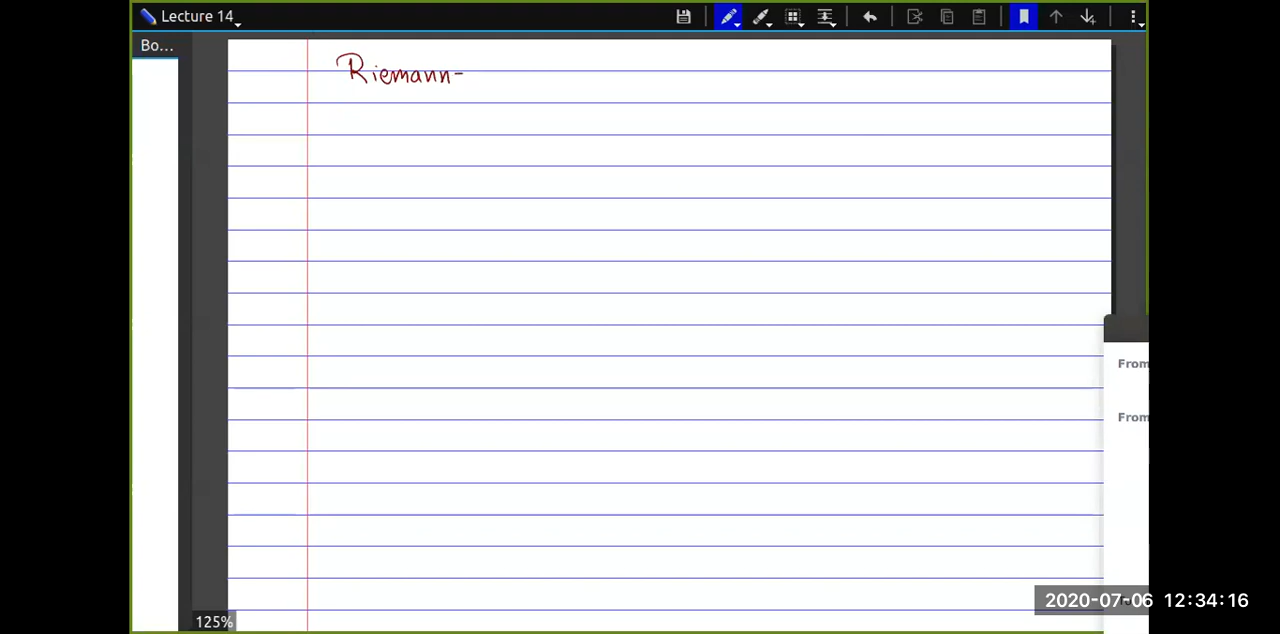 Lecture 14
Bo...
Riemann-
From
From
125%
2020-07-06 12:34:16